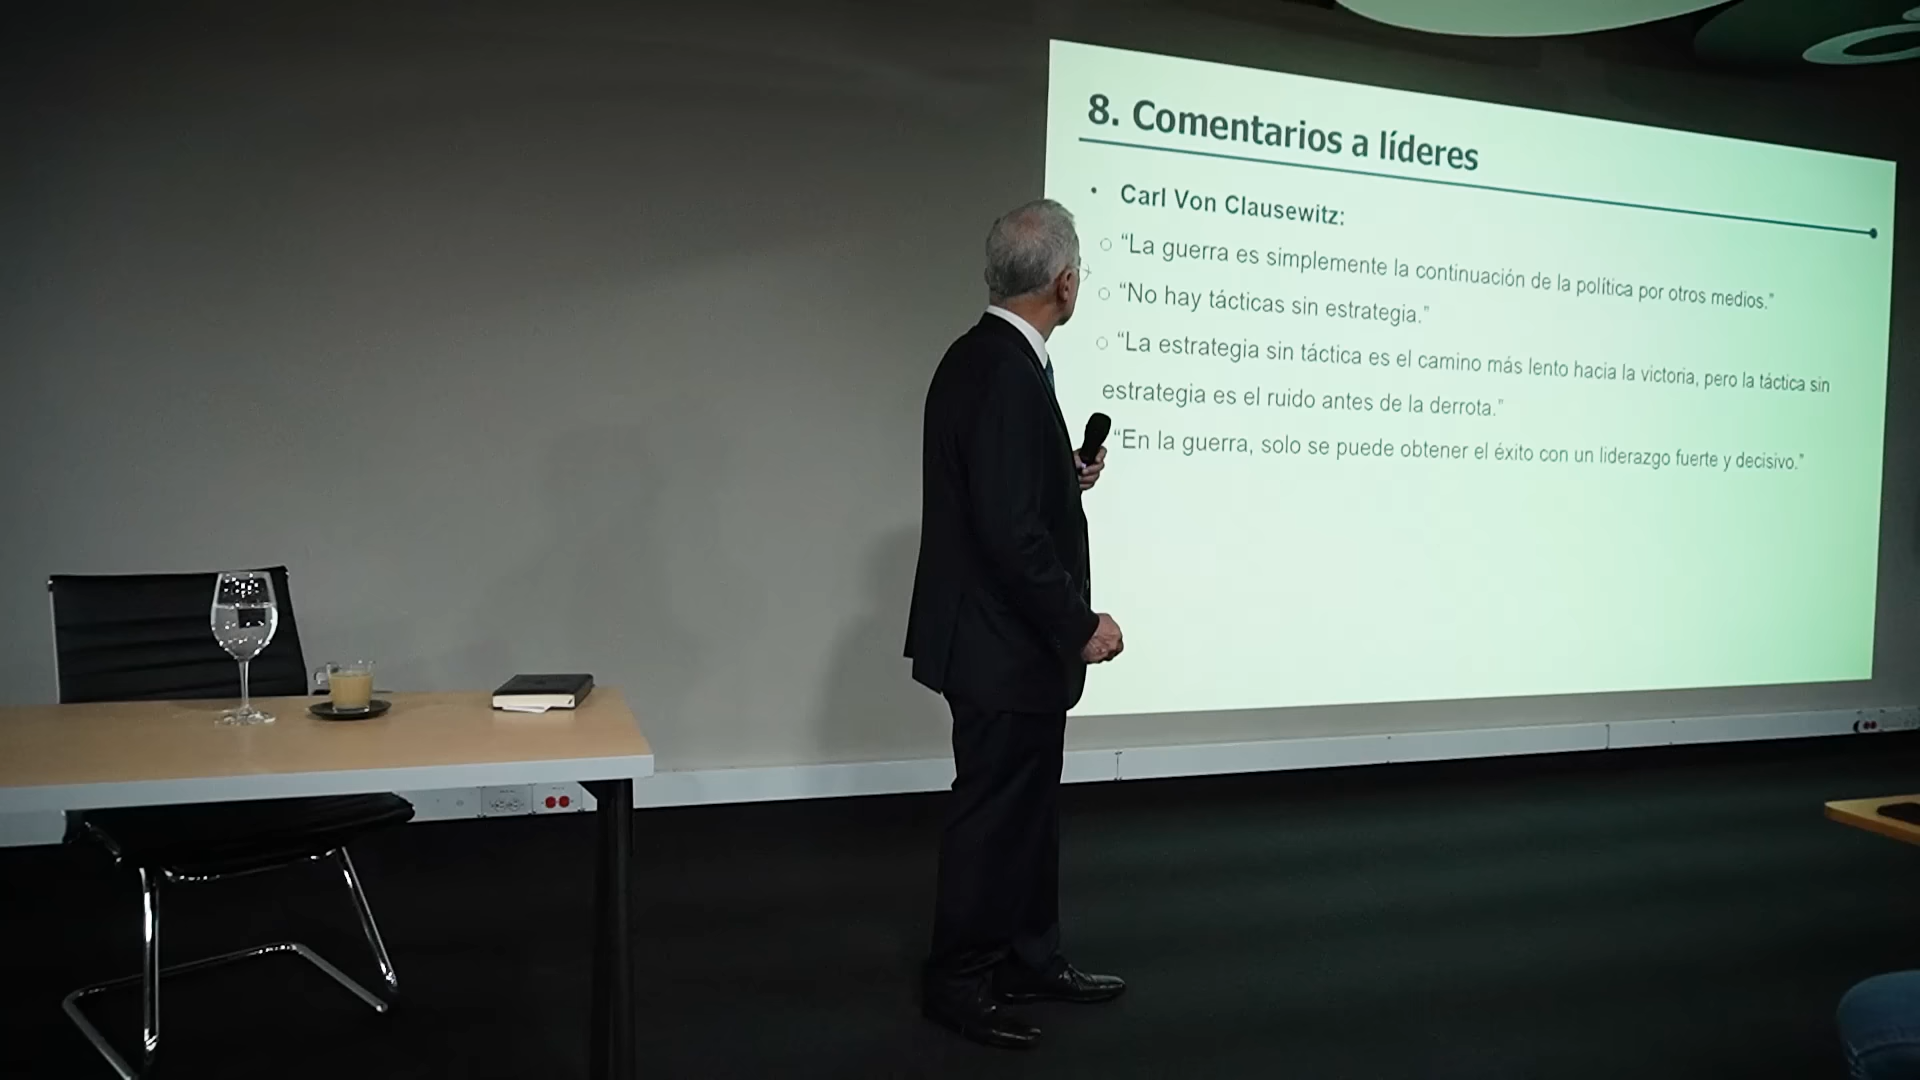 8. Comentarios a líderes
• Carl Von Clausewitz:
○ “La guerra es simplemente la continuación de la política por otros medios.”
○ “No hay tácticas sin estrategia.”
○ “La estrategia sin táctica es el camino más lento hacia la victoria, pero la táctica sin
estrategia es el ruido antes de la derrota.”
“En la guerra, solo se puede obtener el éxito con un liderazgo fuerte y decisivo.”